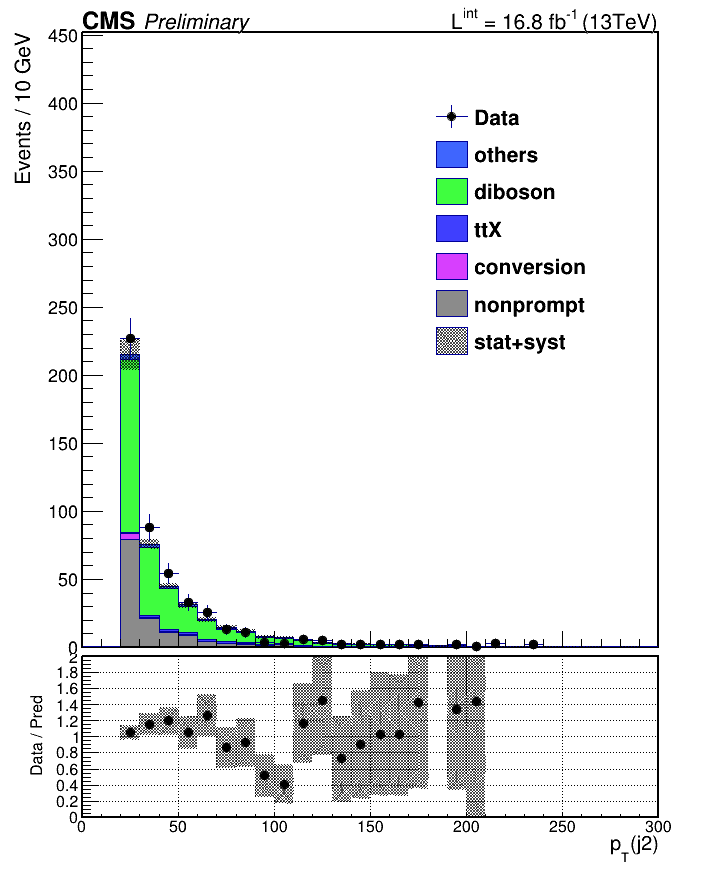 CMS Preliminary L^int = 16.8 fb^-1 (13TeV)
Events / 10 GeV
450
400
350
300
250
200
150
100
50
0
Data
others
diboson
ttX
conversion
nonprompt
stat+syst
Data / Pred
2
1.8
1.6
1.4
1.2
1
0.8
0.6
0.4
0.2
0
0 50 100 150 200 250 300
p_T(j2)